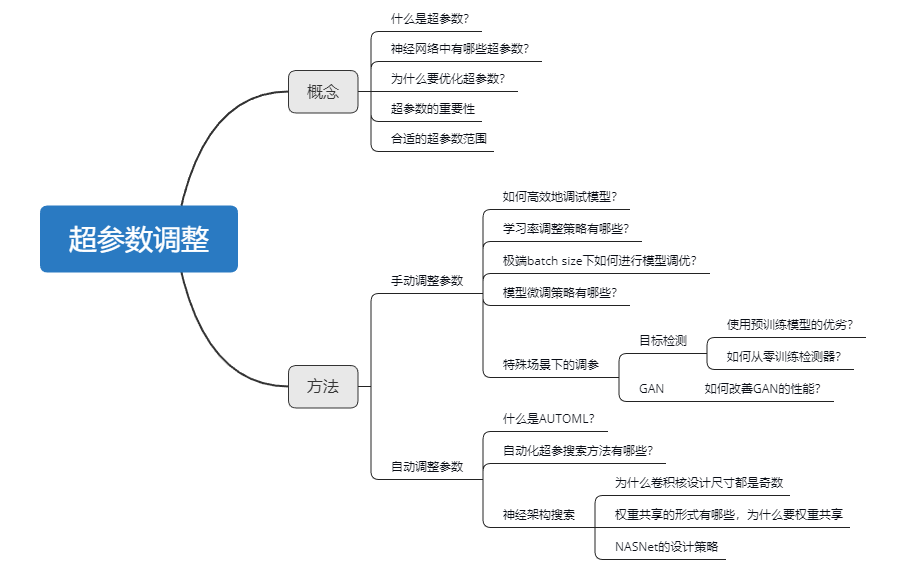 超参数调整
概念
什么是超参数?
神经网络中有哪些超参数?
为什么要优化超参数?
超参数的重要性
合适的超参数范围
方法
手动调整参数
如何高效地调试模型?
学习率调整策略有哪些?
极端batch size下如何进行模型调优?
模型微调策略有哪些?
特殊场景下的调参
目标检测
使用预训练模型的优劣?
如何从零训练检测器?
GAN
如何改善GAN的性能?
自动调整参数
什么是AUTOML?
自动化超参搜索方法有哪些?
神经架构搜索
为什么卷积核设计尺寸都是奇数
权重共享的形式有哪些，为什么要权重共享
NASNet的设计策略